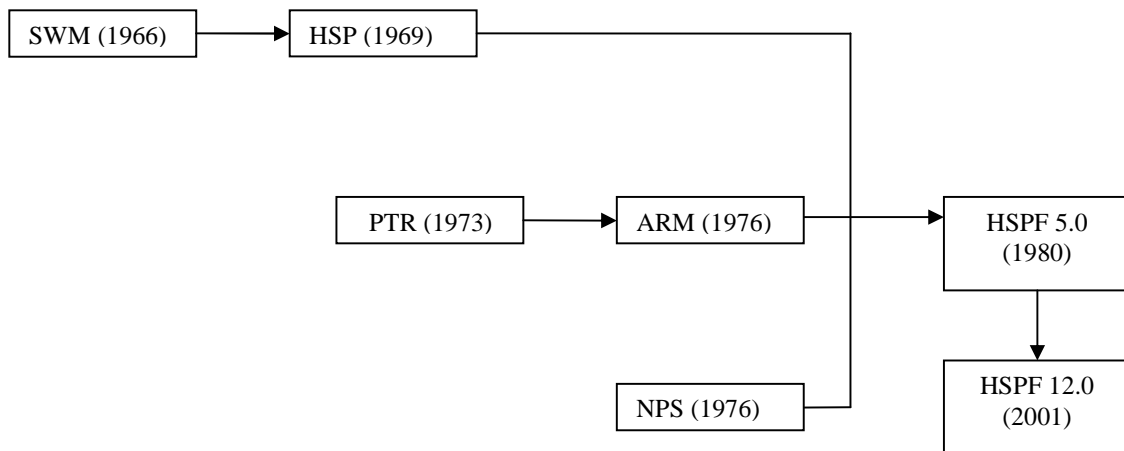 SWM (1966)
HSP (1969)
PTR (1973)
ARM (1976)
HSPF 5.0
(1980)
NPS (1976)
HSPF 12.0
(2001)